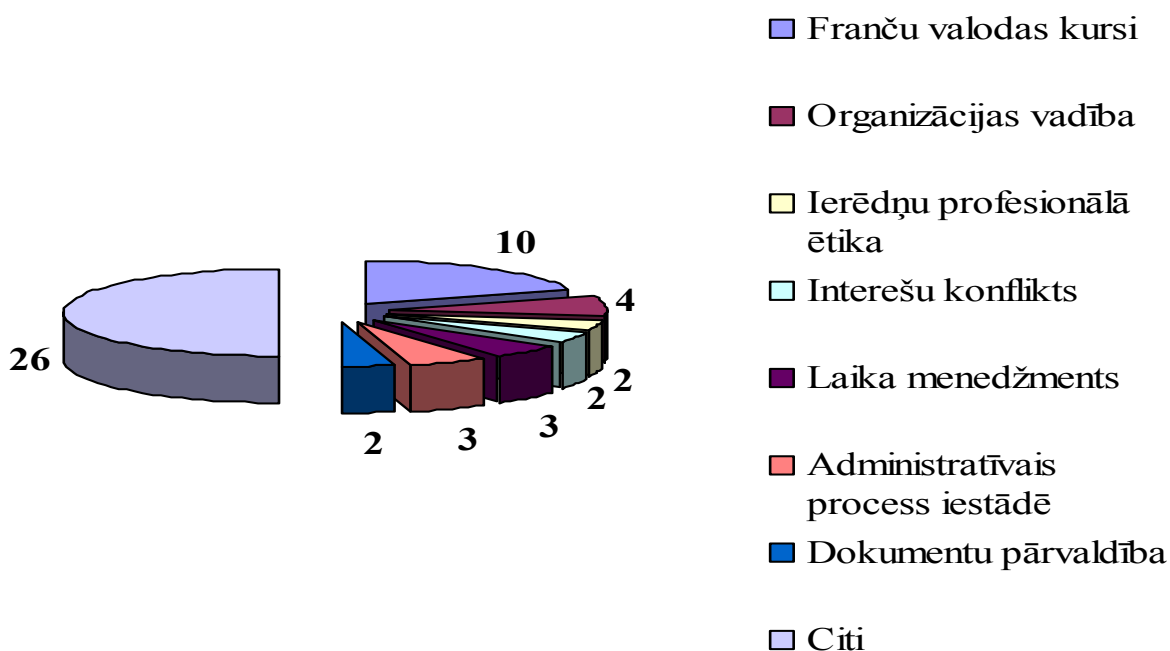 Franču valodas kursi
Organizācijas vadība
Ierēdņu profesionālā
ētika
Interešu konflikts
Laika menedžments
Administratīvais
process iestādē
Dokumentu pārvaldība
Citi
10
4
2
2
3
3
2
26